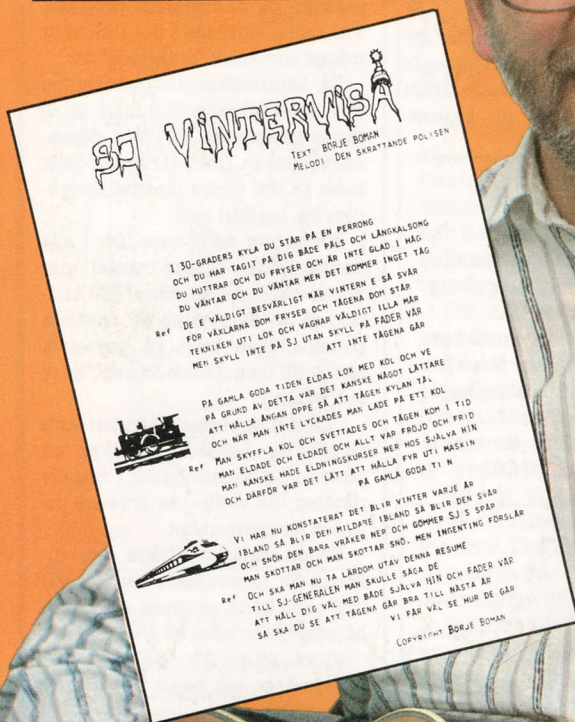 SJ VINTERVISA
TEXT BÖRJE BOMAN
MELODI: DEN SKRATTANDE POLISEN
I 30-GRADERS KYLA DU STÅR PÅ EN PERRONG
OCH DU HAR TAGIT PÅ DIG BÅDE PÄLS OCH LÅNGKALSONG
DU HUTTRAR OCH DU FRYSER OCH ÄR INTE GLAD I HÅG
DU VÄNTAR OCH DU VÄNTAR MEN DET KOMMER INGET TÅG
Ref DE E VÄLDIGT BESVÄRLIGT NÄR VINTERN E SÅ SVÅR
FÖR VÄXLARNA DOM FRYSER OCH TÅGENA DOM STÅR
TEKNIKEN UTI LOK OCH VAGNAR VÄLDIGT ILLA MÅR
MEN SKYLL INTE PÅ SJ UTAN SKYLL PÅ FADER VÅR
ATT INTE TÅGENA GÅR
PÅ GAMLA GODA TIDEN ELDAS LOK MED KOL OCH VE
PÅ GRUND AV DETTA VAR DET KANSKE NÅGOT LÄTTARE
ATT HÅLLA ÅNGAN OPPE SÅ ATT TÅGEN KYLAN TÅL
OCH NÄR MAN INTE LYCKADES MAN LADE PÅ ETT KOL
Ref MAN SKYFFLA KOL OCH SVETTADES OCH TÅGEN KOM I TID
MAN ELDADE OCH ELDADE OCH ALLT VAR FRÖJD OCH FRID
MAN KANSKE HADE ELDNINGSKURSER NER HOS SJÄLVA HIN
OCH DÄRFÖR VAR DET LÄTT ATT HÅLLA FYR UTI MASKIN
PÅ GAMLA GODA TI N
VI HAR NU KONSTATERAT DET BLIR VINTER VARJE ÅR
IBLAND SÅ BLIR DEN MILDARE IBLAND SÅ BLIR DEN SVÅR
OCH SNÖN DEN BARA VRÄKER NER OCH GÖMMER SJ S SPÅR
MAN SKOTTAR OCH MAN SKOTTAR SNÖ. MEN INGENTING FÖRSLÅR
Ref OCH SKA MAN NU TA LÄRDOM UTAV DENNA RESUMÉ
TILL SJ-GENERALEN MAN SKULLE SÄGA DE
ATT HÅLL DIG VÄL MED BÅDE SJÄLVA HIN OCH FADER VÅR
SÅ SKA DU SE ATT TÅGENA GÅR BRA TILL NÄSTA ÅR
VI FÅR VÄL SE HUR DE GÅR
COPYRIGHT BÖRJE BOMAN